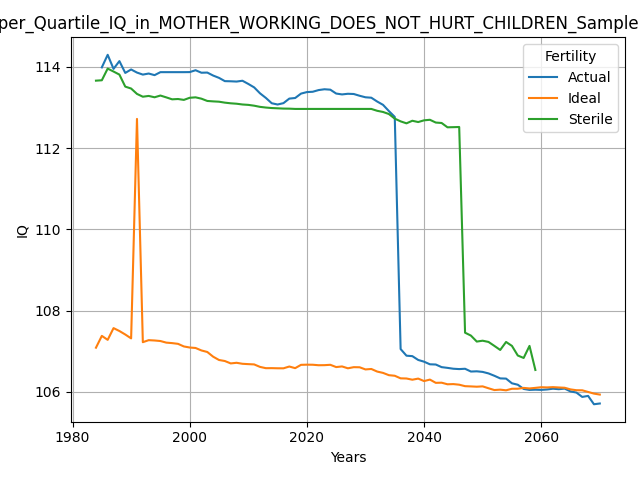 per_Quartile_IQ_in_MOTHER_WORKING_DOES_NOT_HURT_CHILDREN_Sample
Fertility
Actual
Ideal
Sterile
IQ
114
112
110
108
106
1980
2000
2020
2040
2060
Years